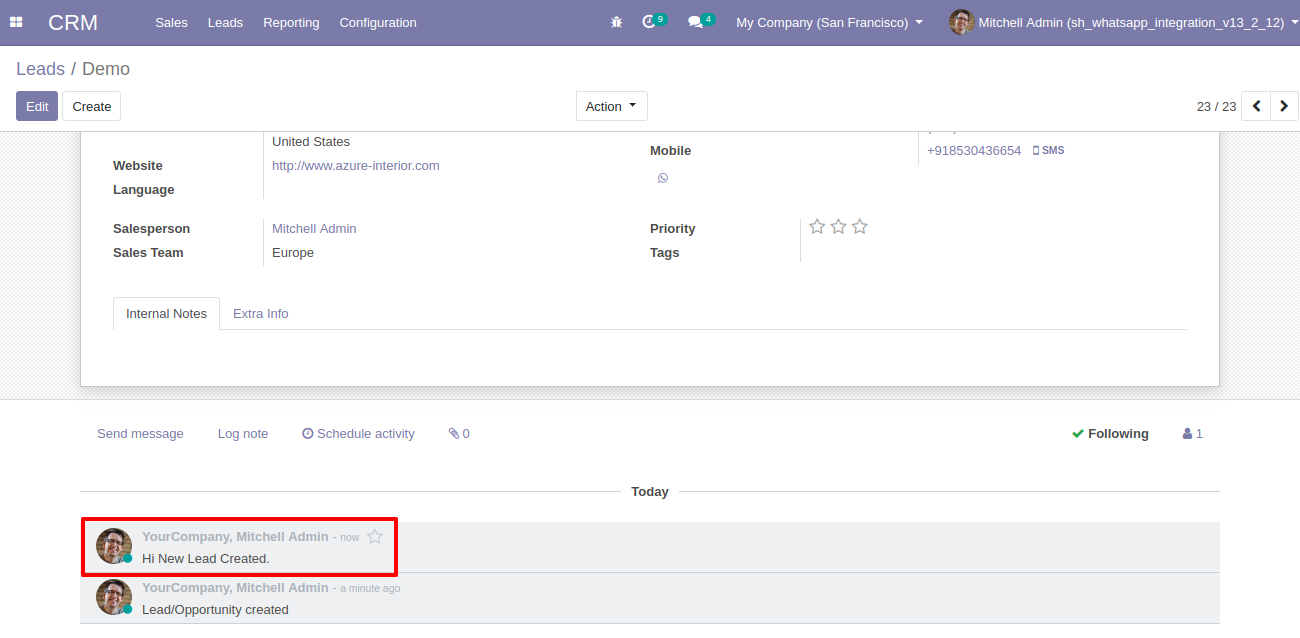 CRM Sales Leads Reporting Configuration 9 4 My Company (San Francisco) Mitchell Admin (sh_whatsapp_integration_v13_2_12)
Leads / Demo
Edit Create Action 23 / 23
United States
Mobile +918530436654 SMS
Website http://www.azure-interior.com
Language
Salesperson Mitchell Admin Priority
Sales Team Europe Tags
Internal Notes Extra Info
Send message Log note Schedule activity 0 Following 1
Today
YourCompany, Mitchell Admin - now
Hi New Lead Created.
YourCompany, Mitchell Admin - a minute ago
Lead/Opportunity created